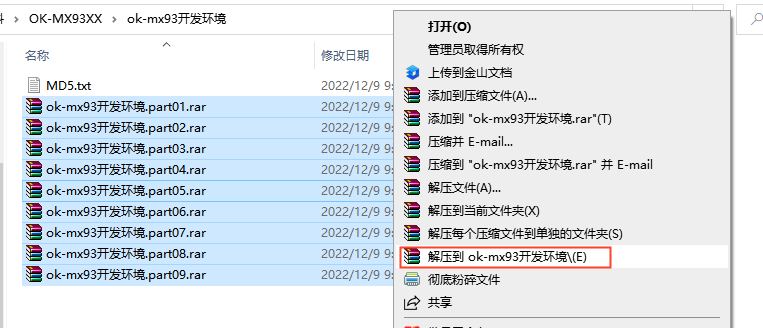 OK-MX93XX > ok-mx93开发环境
名称
修改日期
MD5.txt
2022/12/9 9:
ok-mx93开发环境.part01.rar
2022/12/9 9:
ok-mx93开发环境.part02.rar
2022/12/9 9:
ok-mx93开发环境.part03.rar
2022/12/9 9:
ok-mx93开发环境.part04.rar
2022/12/9 9:
ok-mx93开发环境.part05.rar
2022/12/9 9:
ok-mx93开发环境.part06.rar
2022/12/9 9:
ok-mx93开发环境.part07.rar
2022/12/9 9:
ok-mx93开发环境.part08.rar
2022/12/9 9:
ok-mx93开发环境.part09.rar
2022/12/9 9:
打开(O)
管理员取得所有权
上传到金山文档
添加到压缩文件(A)...
添加到 "ok-mx93开发环境.rar"(T)
压缩并 E-mail...
压缩到 "ok-mx93开发环境.rar" 并 E-mail
解压文件(A)...
解压到当前文件夹(X)
解压每个压缩文件到单独的文件夹(S)
解压到 ok-mx93开发环境\(E)
彻底粉碎文件
共享